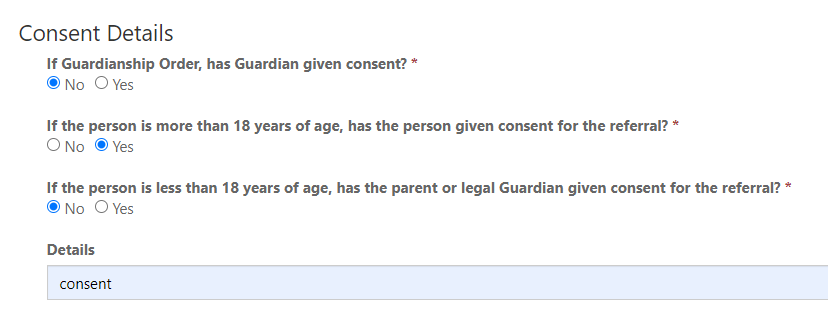 Consent Details
If Guardianship Order, has Guardian given consent? *
No Yes
If the person is more than 18 years of age, has the person given consent for the referral? *
No Yes
If the person is less than 18 years of age, has the parent or legal Guardian given consent for the referral? *
No Yes
Details
consent